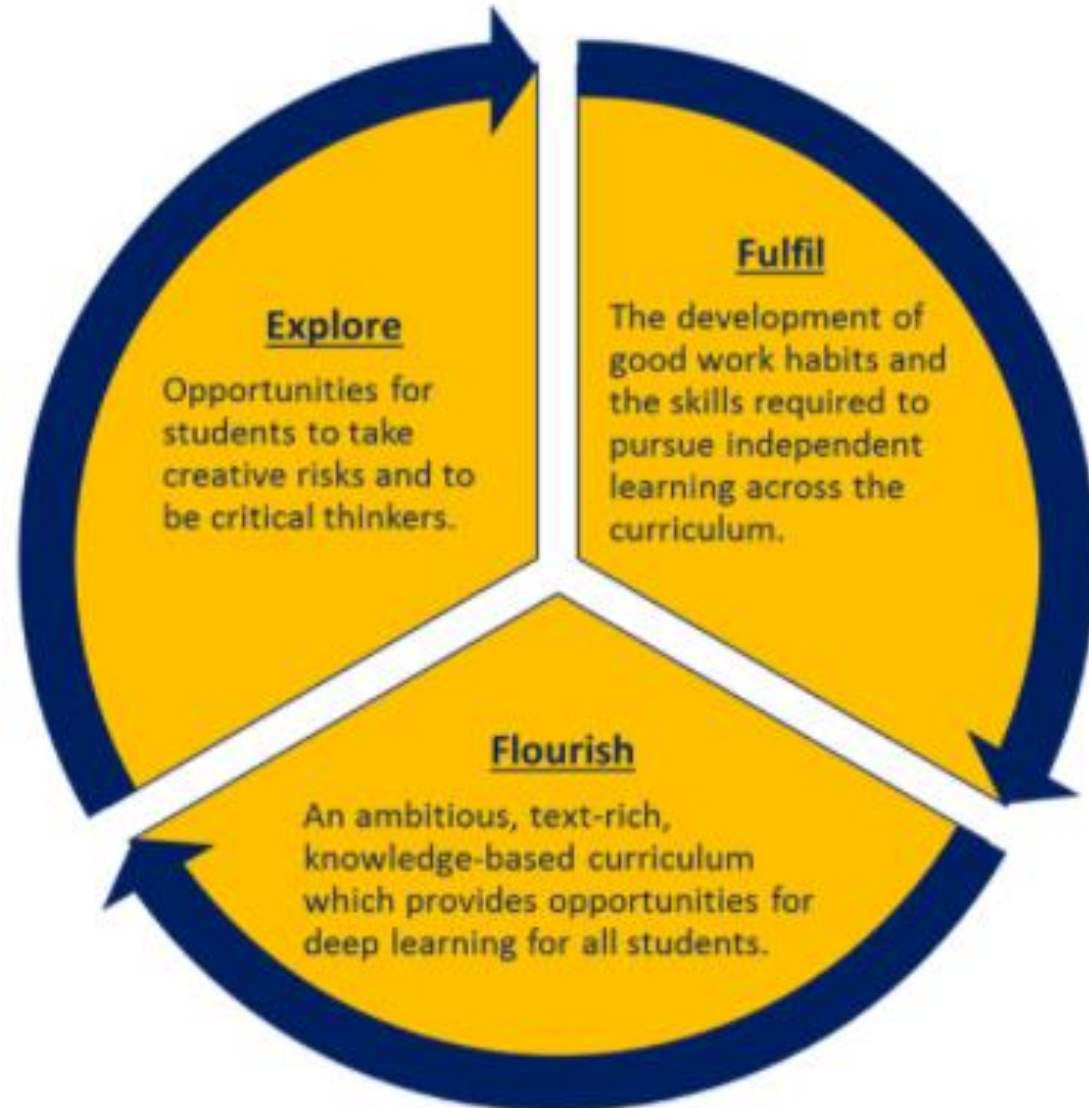 Explore
Opportunities for
students to take
creative risks and to
be critical thinkers.
Fulfil
The development of
good work habits and
the skills required to
pursue independent
learning across the
curriculum.
Flourish
An ambitious, text-rich,
knowledge-based curriculum
which provides opportunities for
deep learning for all students.